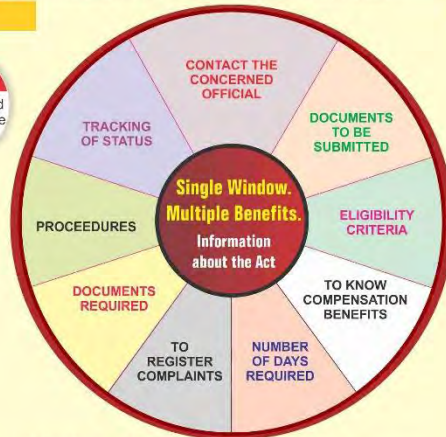 CONTACT THE
CONCERNED
OFFICIAL
DOCUMENTS
TO BE
SUBMITTED
ELIGIBILITY
CRITERIA
TO KNOW
COMPENSATION
BENEFITS
NUMBER
OF DAYS
REQUIRED
TO
REGISTER
COMPLAINTS
DOCUMENTS
REQUIRED
PROCEEDURES
TRACKING
OF STATUS
Single Window.
Multiple Benefits.
Information
about the Act